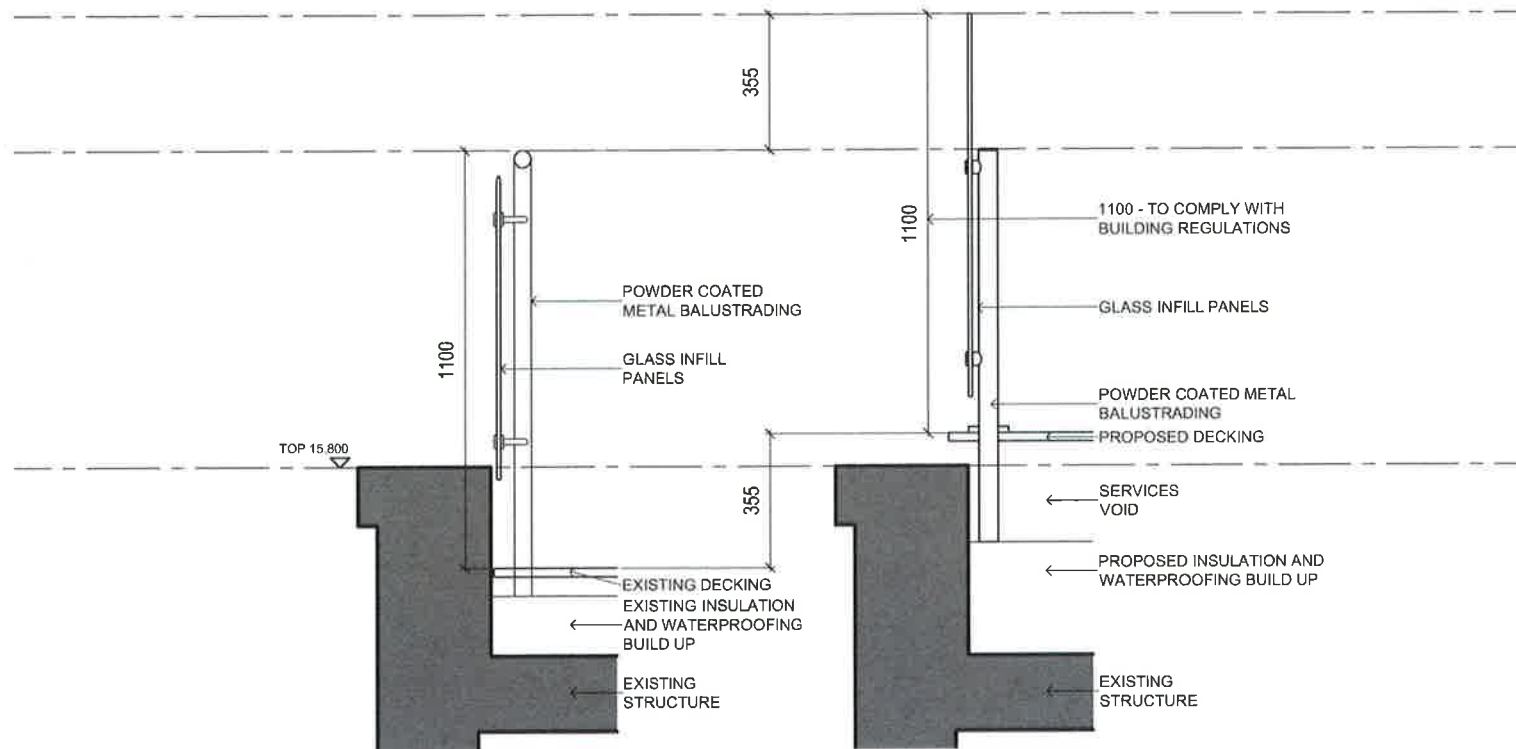 355
1100
1100 - TO COMPLY WITH
BUILDING REGULATIONS
GLASS INFILL PANELS
POWDER COATED METAL
BALUSTRADING
PROPOSED DECKING
SERVICES
VOID
PROPOSED INSULATION AND
WATERPROOFING BUILD UP
EXISTING
STRUCTURE
355
1100
POWDER COATED
METAL BALUSTRADING
GLASS INFILL
PANELS
TOP 15,800
EXISTING DECKING
EXISTING INSULATION
AND WATERPROOFING
BUILD UP
EXISTING
STRUCTURE